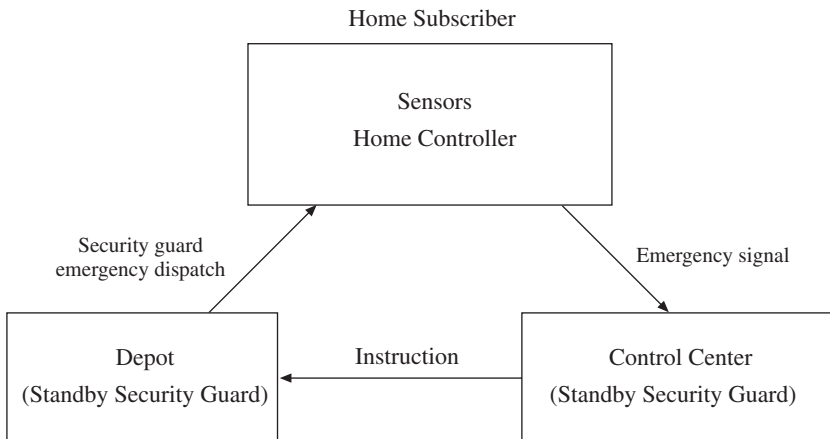 Home Subscriber
Sensors
Home Controller
Security guard
emergency dispatch
Emergency signal
Depot
(Standby Security Guard)
Instruction
Control Center
(Standby Security Guard)